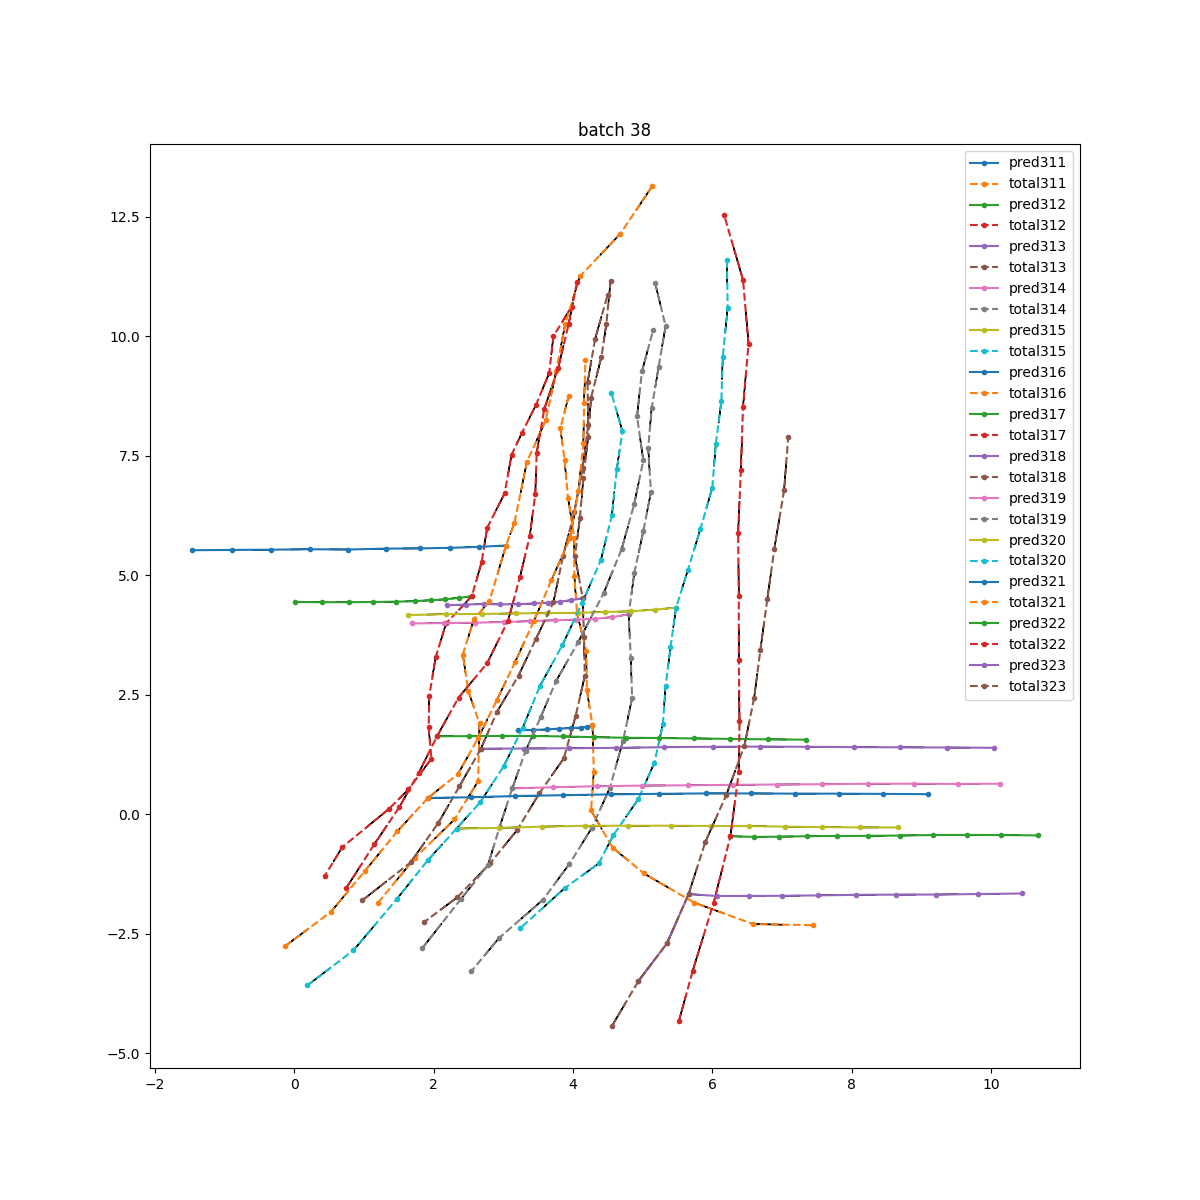 batch 38
pred311
total311
pred312
total312
pred313
total313
pred314
total314
pred315
total315
pred316
total316
pred317
total317
pred318
total318
pred319
total319
pred320
total320
pred321
total321
pred322
total322
pred323
total323
12.5
10.0
7.5
5.0
2.5
0.0
−2.5
−5.0
−2 0 2 4 6 8 10